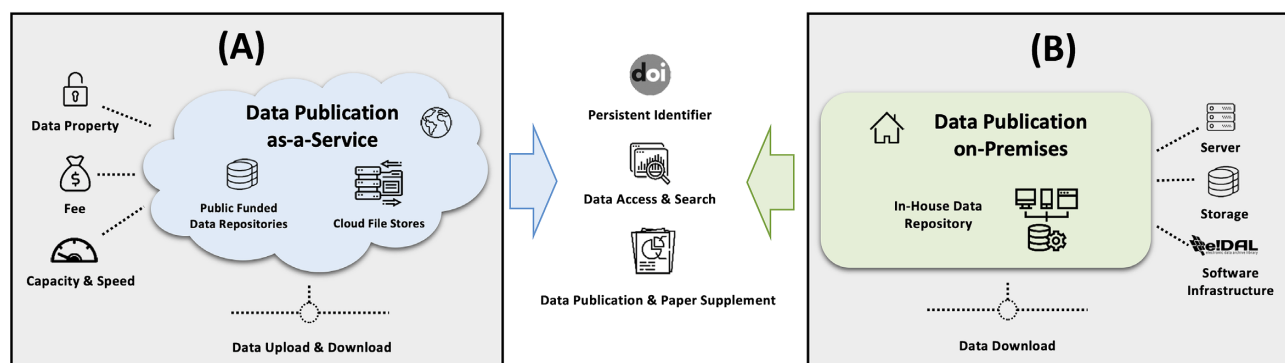 (A)
Data Publication
as-a-Service
Data Property
Fee
Capacity & Speed
Public Funded
Data Repositories
Cloud File Stores
Data Upload & Download
doi
Persistent Identifier
Data Access & Search
Data Publication & Paper Supplement
(B)
Data Publication
on-Premises
In-House Data
Repository
Server
Storage
e!DAL
Software
Infrastructure
Data Download